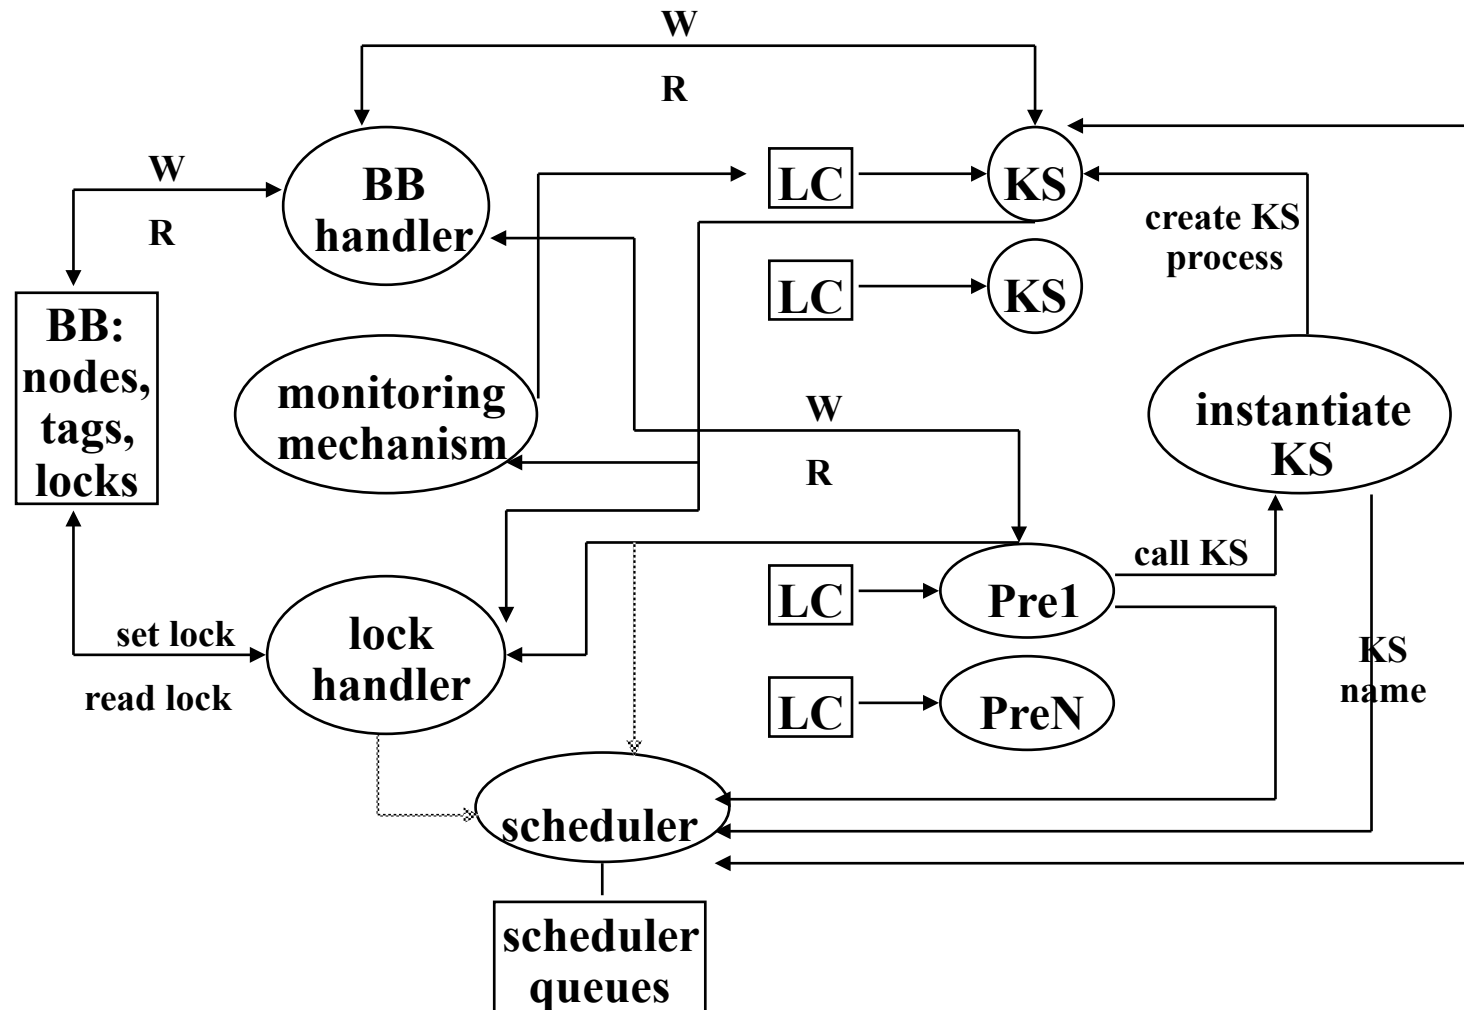 W
R
W
R
BB
handler
LC
KS
create KS
process
LC
KS
BB:
nodes,
tags,
locks
monitoring
mechanism
W
R
instantiate
KS
call KS
LC
Pre1
set lock
read lock
lock
handler
KS
name
LC
PreN
scheduler
scheduler
queues